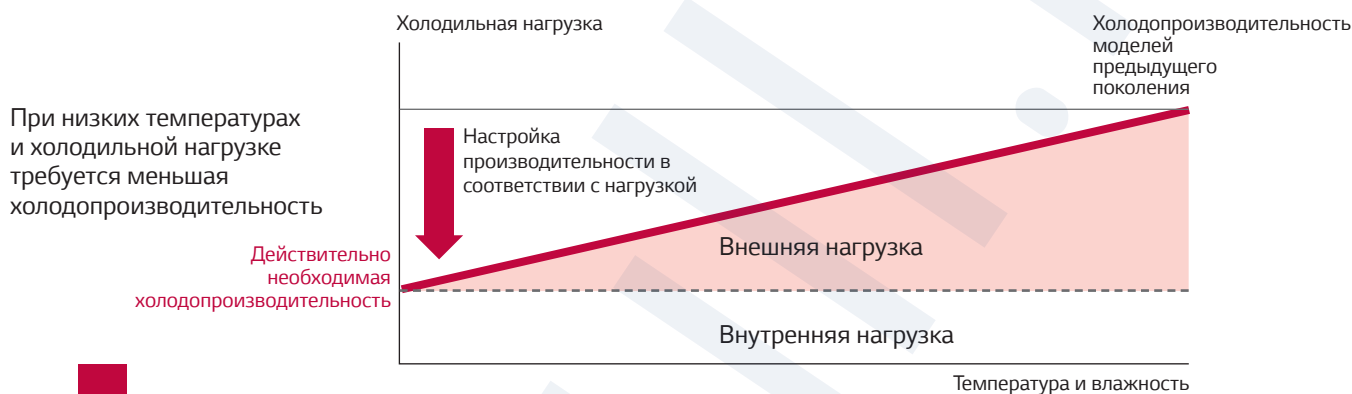 Холодильная нагрузка
Холодопроизводительность
моделей
предыдущего
поколения
При низких температурах
и холодильной нагрузке
требуется меньшая
холодопроизводительность
Настройка
производительности в
соответствии с нагрузкой
Действительно
необходимая
холодопроизводительность
Внешняя нагрузка
Внутренняя нагрузка
Температура и влажность